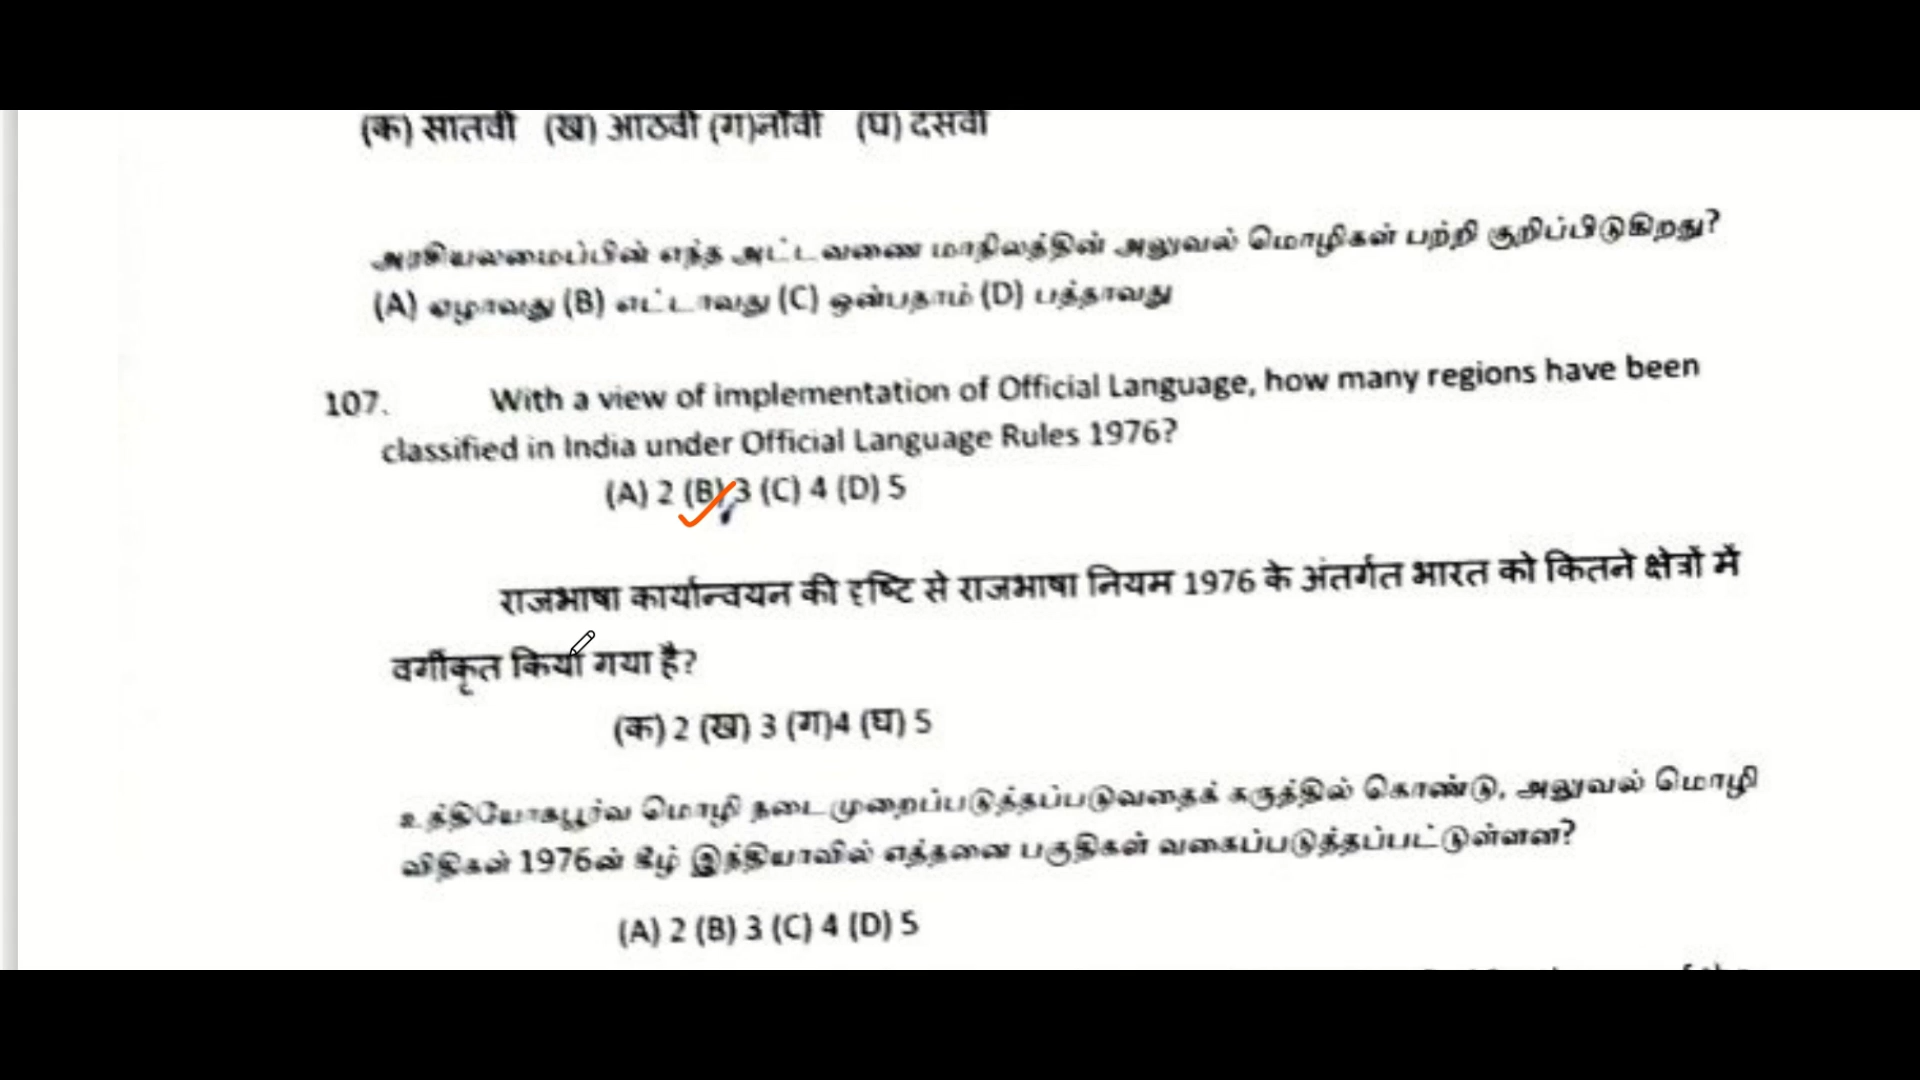 (क) सातवीं (ख) आठवीं (ग)नौवीं (घ) दसवीं
அரசியலமைப்பின் எந்த அட்டவணை மாநிலத்தின் அலுவல் மொழிகள் பற்றி குறிப்பிடுகிறது?
(A) ஏழாவது (B) எட்டாவது (C) ஒன்பதாம் (D) பத்தாவது
107. With a view of implementation of Official Language, how many regions have been
classified in India under Official Language Rules 1976?
(A) 2 (B) 3 (C) 4 (D) 5
राजभाषा कार्यान्वयन की दृष्टि से राजभाषा नियम 1976 के अंतर्गत भारत को कितने क्षेत्रों में
वर्गीकृत किया गया है?
(क) 2 (ख) 3 (ग)4 (घ) 5
உத்தியோகபூர்வ மொழி நடைமுறைப்படுத்தப்படுவதைக் கருத்தில் கொண்டு, அலுவல் மொழி
விதிகள் 1976ன் கீழ் இந்தியாவில் எத்தனை பகுதிகள் வகைப்படுத்தப்பட்டுள்ளன?
(A) 2 (B) 3 (C) 4 (D) 5